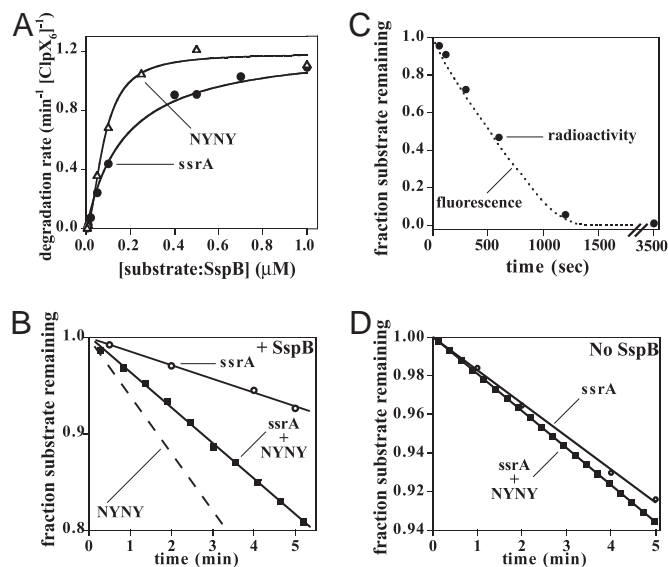 A
degradation rate (min-1 [ClpX6]-1)
1.2
0.8
0.4
0.0
NYNY
ssrA
0.0 0.2 0.4 0.6 0.8 1.0
[substrate:SspB] (μM)
C
fraction substrate remaining
1.0
0.8
0.6
0.4
0.2
0.0
radioactivity
fluorescence
0 500 1000 1500 3500
time (sec)
B
fraction substrate remaining
1.0
0.9
0.8
+ SspB
ssrA
ssrA
+
NYNY
NYNY
0 1 2 3 4 5
time (min)
D
fraction substrate remaining
1.00
0.98
0.96
0.94
0.92
0.94
No SspB
ssrA
ssrA
+
NYNY
0 1 2 3 4 5
time (min)